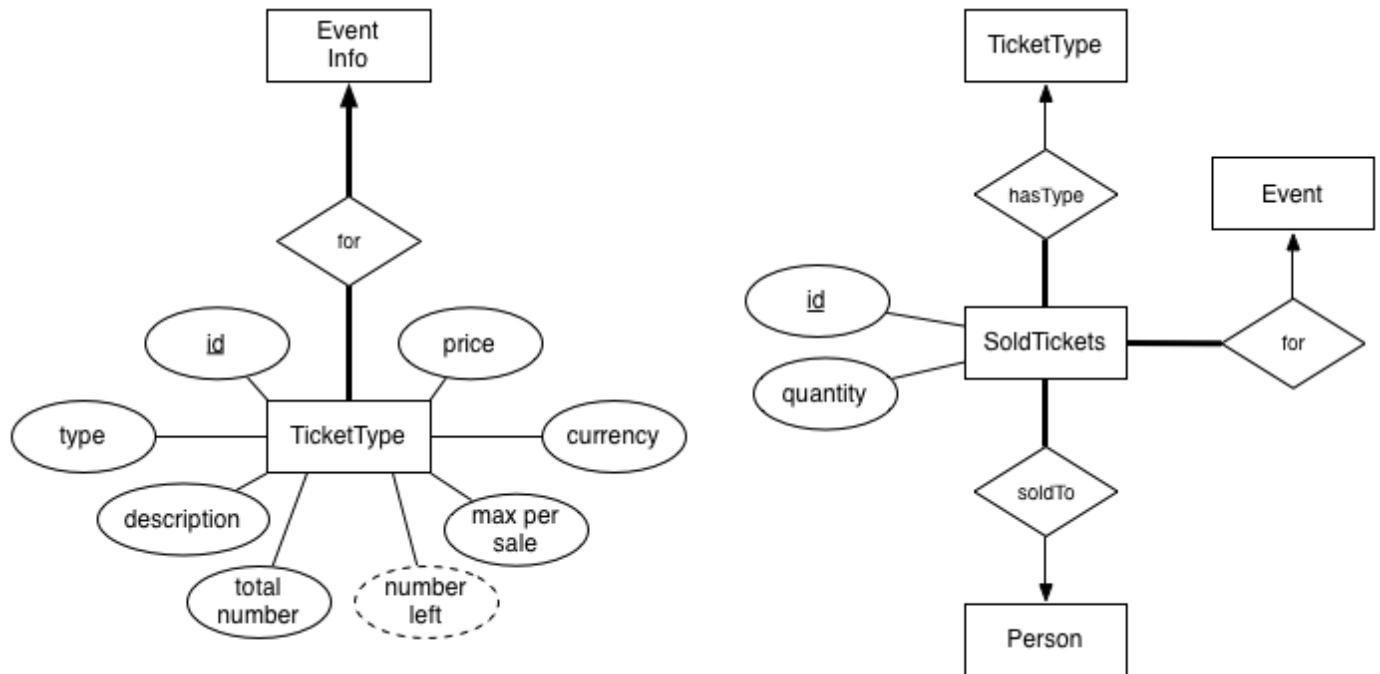 Event
Info
for
id
price
type
TicketType
currency
description
max per
sale
total
number
number
left
TicketType
hasType
Event
id
SoldTickets
for
quantity
soldTo
Person